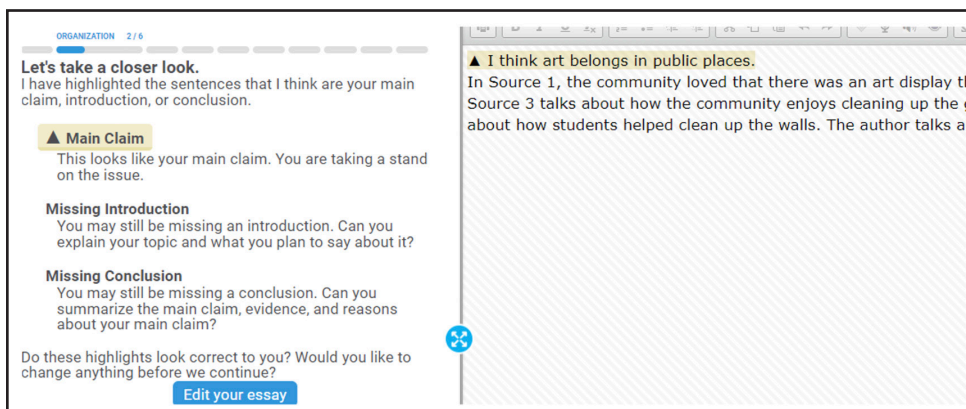 ORGANIZATION 2 / 6
Let's take a closer look.
I have highlighted the sentences that I think are your main
claim, introduction, or conclusion.
▲ Main Claim
This looks like your main claim. You are taking a stand
on the issue.
Missing Introduction
You may still be missing an introduction. Can you
explain your topic and what you plan to say about it?
Missing Conclusion
You may still be missing a conclusion. Can you
summarize the main claim, evidence, and reasons
about your main claim?
Do these highlights look correct to you? Would you like to
change anything before we continue?
Edit your essay
▲ I think art belongs in public places.
In Source 1, the community loved that there was an art display
Source 3 talks about how the community enjoys cleaning up the
about how students helped clean up the walls. The author talks